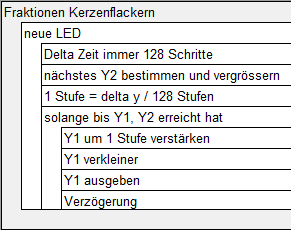 Fraktionen Kerzenflackern
neue LED
Delta Zeit immer 128 Schritte
nächstes Y2 bestimmen und vergrössern
1 Stufe = delta y / 128 Stufen
solange bis Y1, Y2 erreicht hat
Y1 um 1 Stufe verstärken
Y1 verkleiner
Y1 ausgeben
Verzögerung